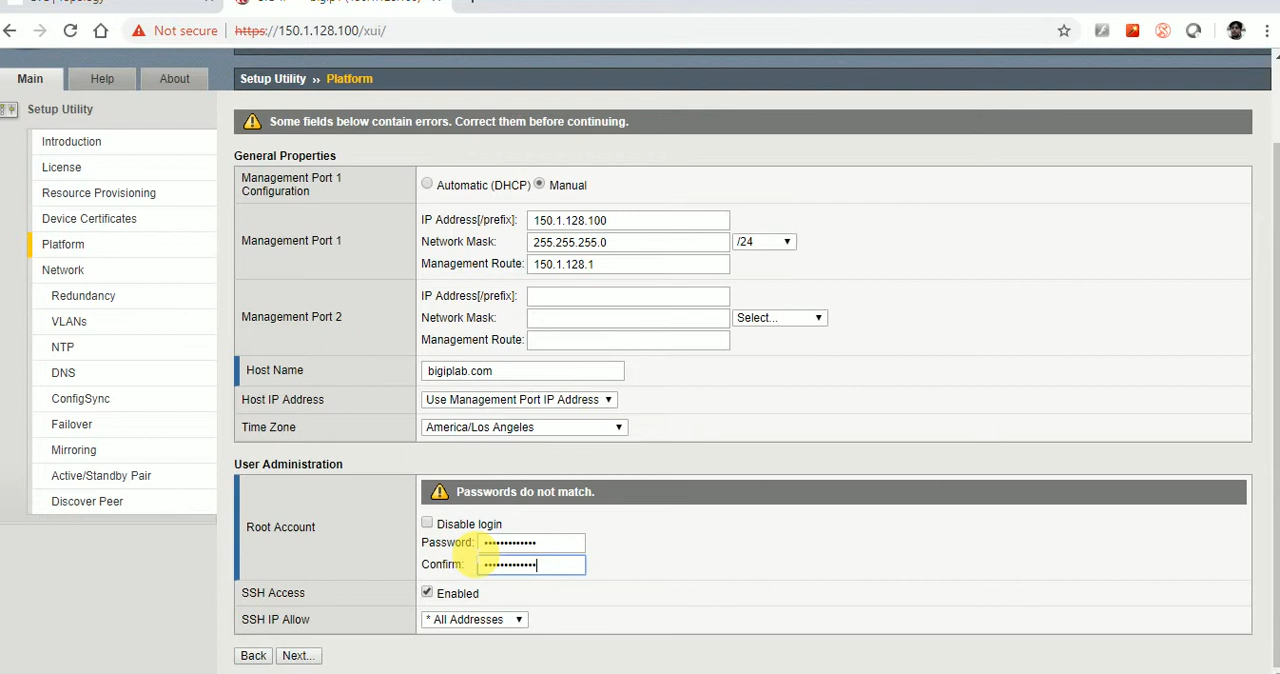 Not secure https://150.1.128.100/xui/
Main Help About
Setup Utility » Platform
Setup Utility
Introduction
License
Resource Provisioning
Device Certificates
Platform
Network
Redundancy
VLANs
NTP
DNS
ConfigSync
Failover
Mirroring
Active/Standby Pair
Discover Peer
Some fields below contain errors. Correct them before continuing.
General Properties
Management Port 1
Configuration
Automatic (DHCP) Manual
Management Port 1
IP Address[/prefix]: 150.1.128.100
Network Mask: 255.255.255.0 /24
Management Route: 150.1.128.1
Management Port 2
IP Address[/prefix]:
Network Mask: Select...
Management Route:
Host Name bigiplab.com
Host IP Address Use Management Port IP Address
Time Zone America/Los Angeles
User Administration
Root Account
Passwords do not match.
Disable login
Password: •••••••••••••
Confirm: •••••••••••••
SSH Access Enabled
SSH IP Allow * All Addresses
Back Next...